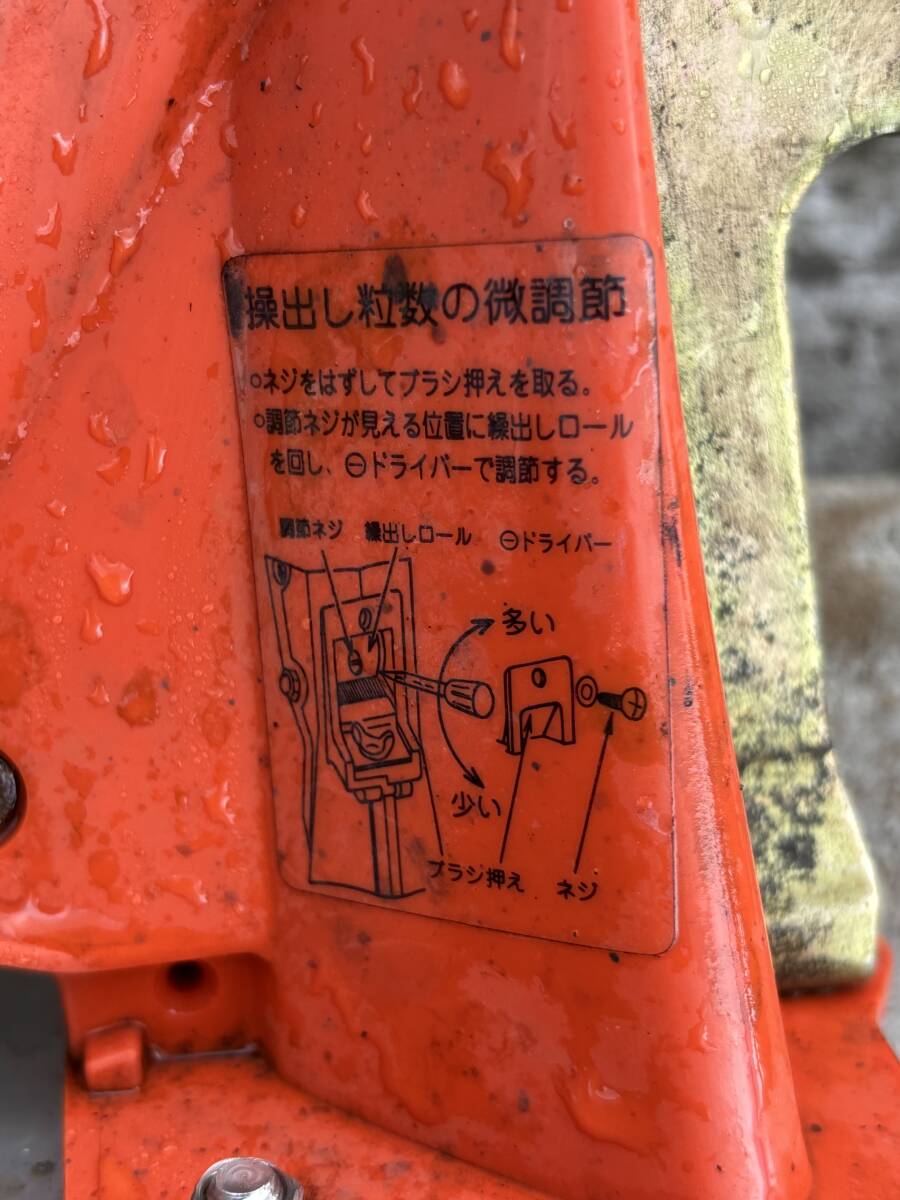 繰出し粒数の微調節
○ネジをはずしてブラシ押えを取る。
○調節ネジが見える位置に繰出しロール
を回し、⊖ドライバーで調節する。
調節ネジ 繰出しロール ⊖ドライバー
多い
少い
ブラシ押え ネジ